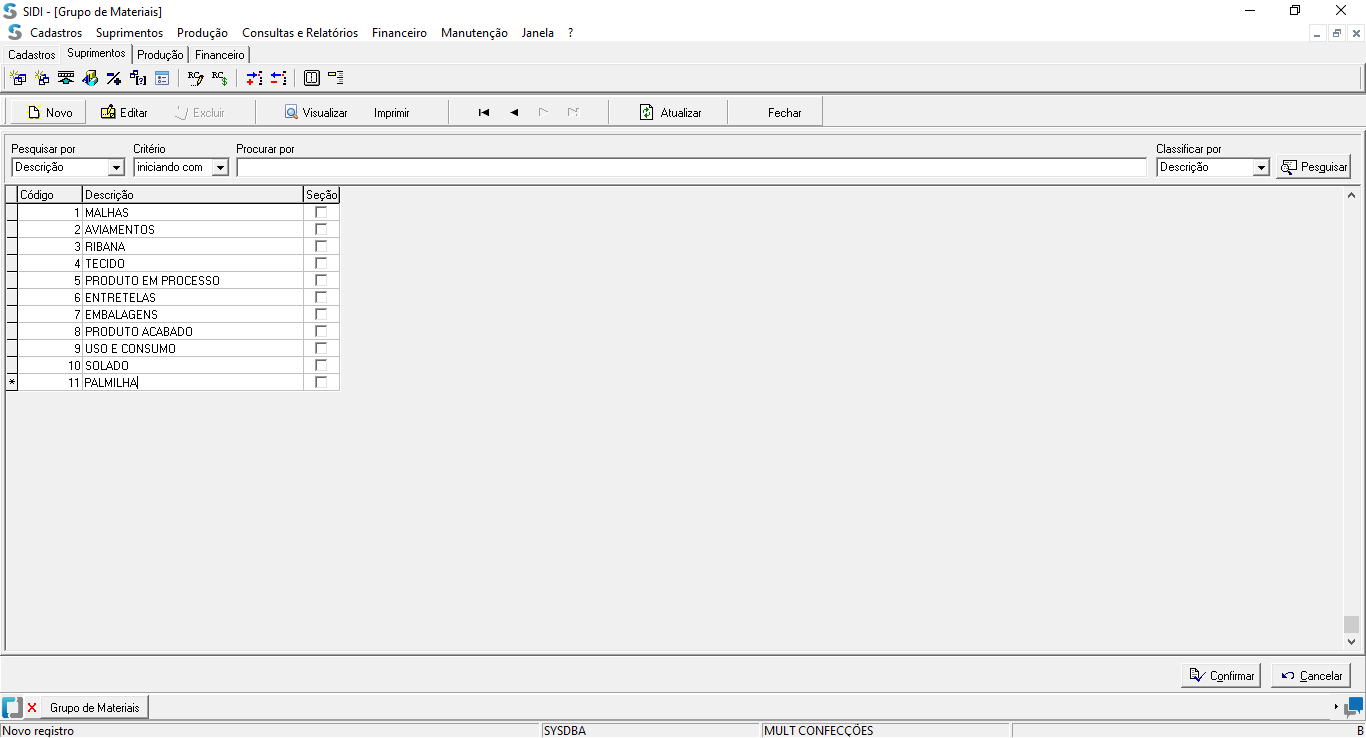 SIDI - [Grupo de Materiais]
Cadastros Suprimentos Produção Consultas e Relatórios Financeiro Manutenção Janela ?
Cadastros Suprimentos Produção Financeiro
Novo Editar Excluir Visualizar Imprimir Atualizar Fechar
Pesquisar por Critério Procurar por Classificar por
Descrição iniciando com Descrição Pesquisar
Código Descrição Seção
1 MALHAS
2 AVIAMENTOS
3 RIBANA
4 TECIDO
5 PRODUTO EM PROCESSO
6 ENTRETELAS
7 EMBALAGENS
8 PRODUTO ACABADO
9 USO E CONSUMO
10 SOLADO
* 11 PALMILHA
Confirmar Cancelar
Grupo de Materiais
Novo registro SYSDBA MULT CONFECÇÕES B